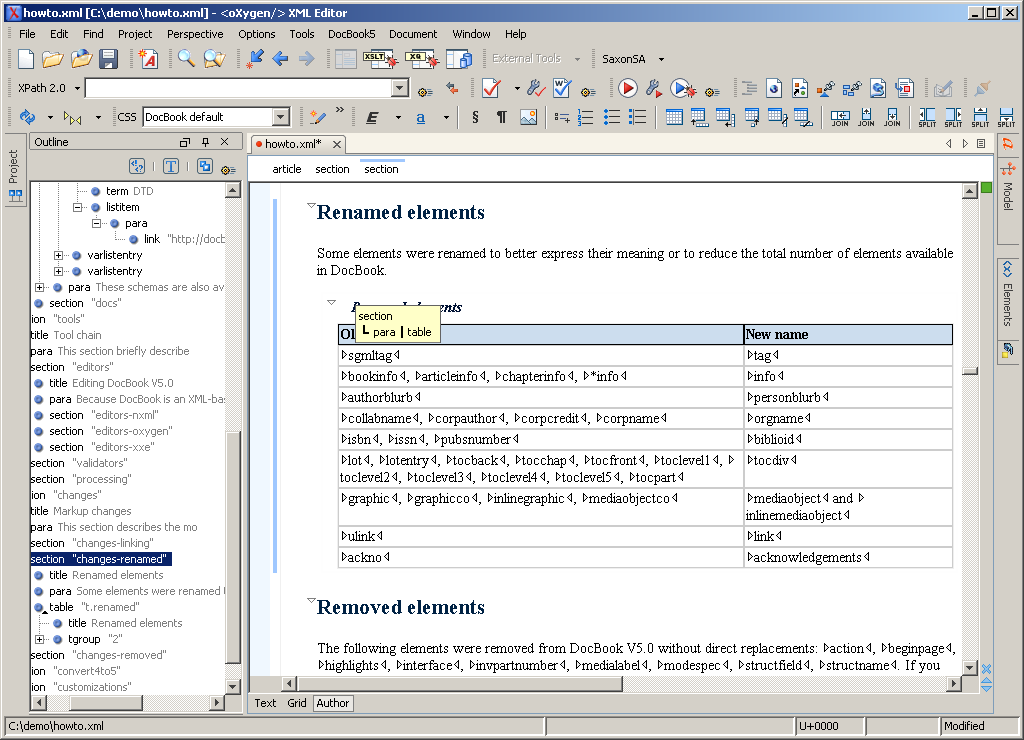 howto.xml [C:\demo\howto.xml] - <oXygen/> XML Editor
File Edit Find Project Perspective Options Tools DocBook5 Document Window Help
XSLT XQ External Tools SaxonSA
XPath 2.0
CSS DocBook default E a § ¶ JOIN JOIN JOIN SPLIT SPLIT SPLIT SPLIT
Project
Outline
term DTD
listitem
para
link "http://docb
varlistentry
varlistentry
para These schemas are also av
section "docs"
ion "tools"
title Tool chain
para This section briefly describe
section "editors"
title Editing DocBook V5.0
para Because DocBook is an XML-bas
section "editors-nxml"
section "editors-oxygen"
section "editors-xxe"
section "validators"
section "processing"
ion "changes"
title Markup changes
para This section describes the mo
section "changes-linking"
section "changes-renamed"
title Renamed elements
para Some elements were renamed
table "t.renamed"
title Renamed elements
tgroup "2"
section "changes-removed"
ion "convert4to5"
ion "customizations"
howto.xml*
article section section
Renamed elements
Some elements were renamed to better express their meaning or to reduce the total number of elements available
in DocBook.
section
para table
New name
sgmltag tag
bookinfo, articleinfo, chapterinfo, *info info
authorblurb personblurb
collabname, corpauthor, corpcredit, corpname orgname
isbn, issn, pubsnumber biblioid
lot, lotentry, tocback, tocchap, tocfront, toclevel1,
toclevel2, toclevel3, toclevel4, toclevel5, tocpart
tocdiv
graphic, graphicco, inlinegraphic, mediaobjectco
mediaobject and
inlinemediaobject
ulink link
ackno acknowledgements
Removed elements
The following elements were removed from DocBook V5.0 without direct replacements: action, beginpage,
highlights, interface, invpartnumber, medialabel, modespec, structfield, structname. If you
Text Grid Author
Model
Elements
C:\demo\howto.xml U+0000 Modified